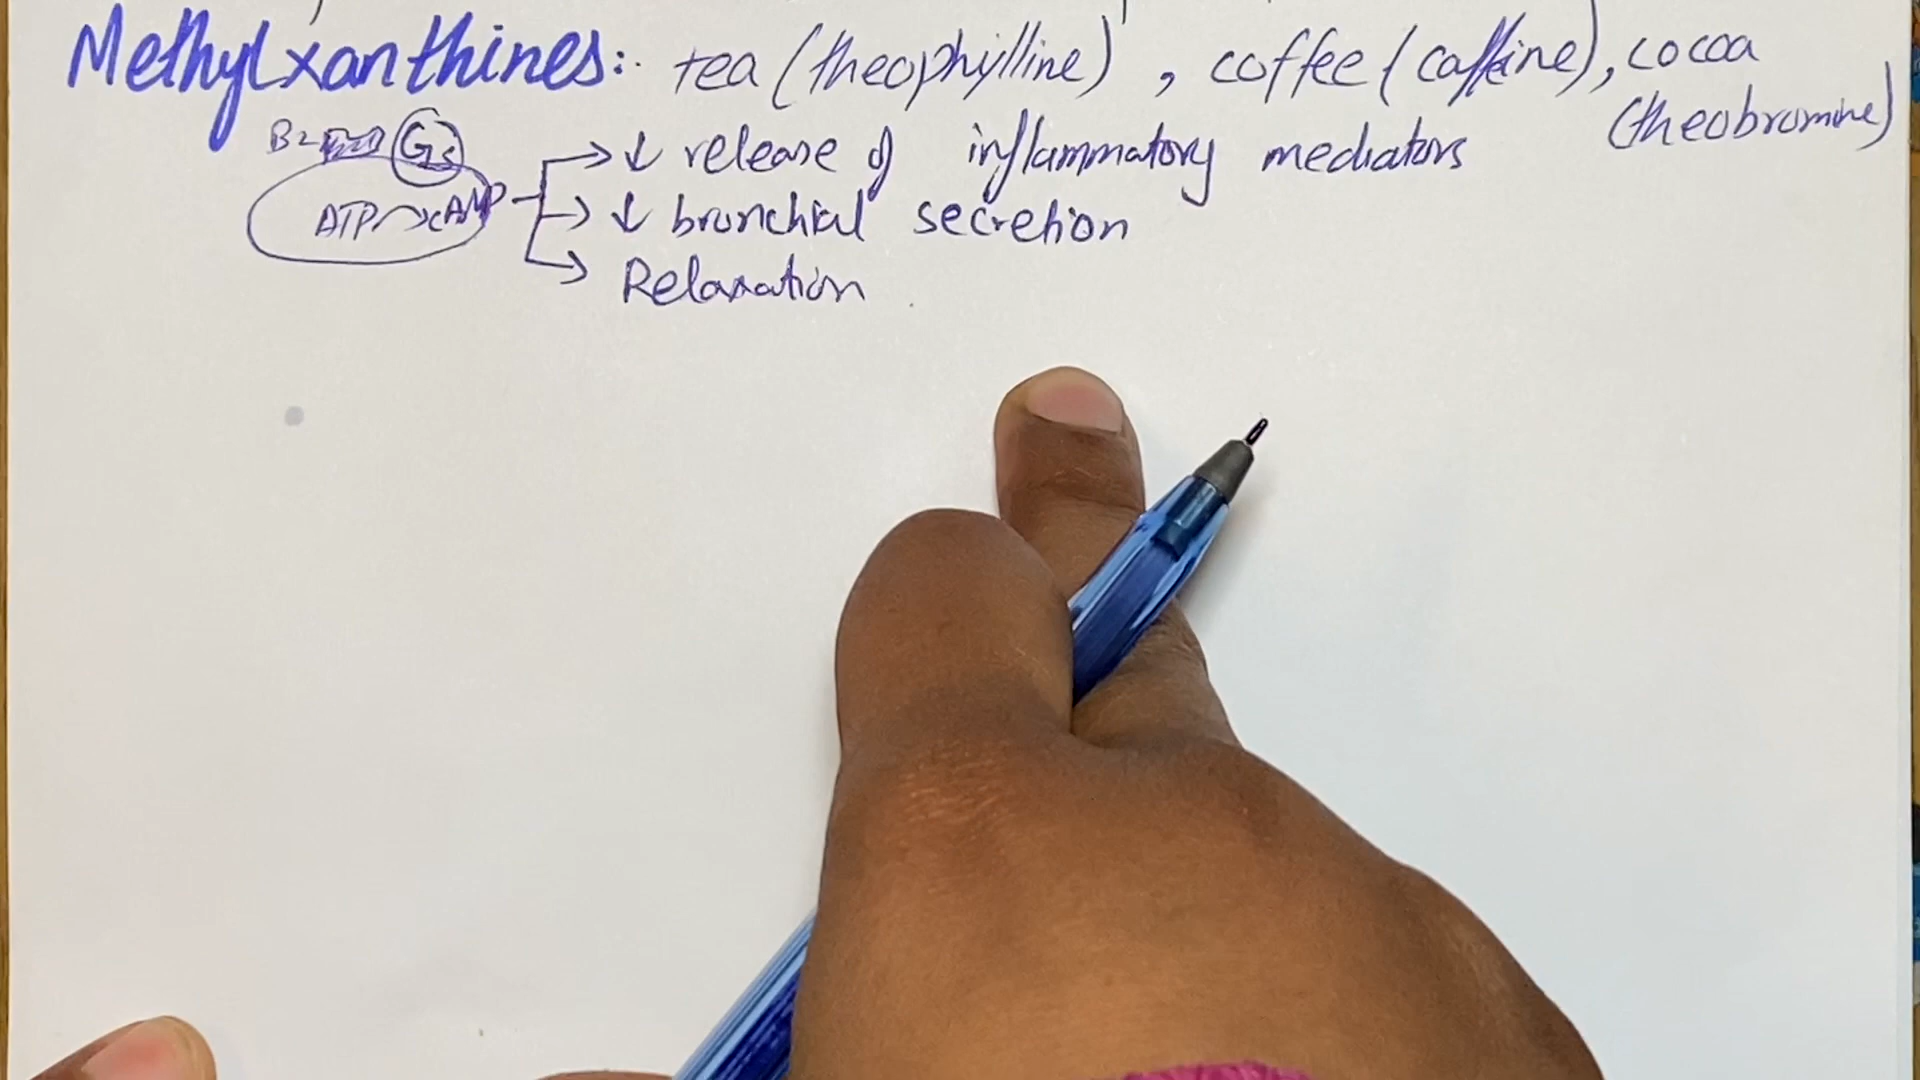 Methylxanthines: tea (theophylline), coffee (caffeine), cocoa
(theobromine)
B2 Gs
↓ release of inflammatory mediators
ATP → cAMP
↓ bronchial secretion
Relaxation